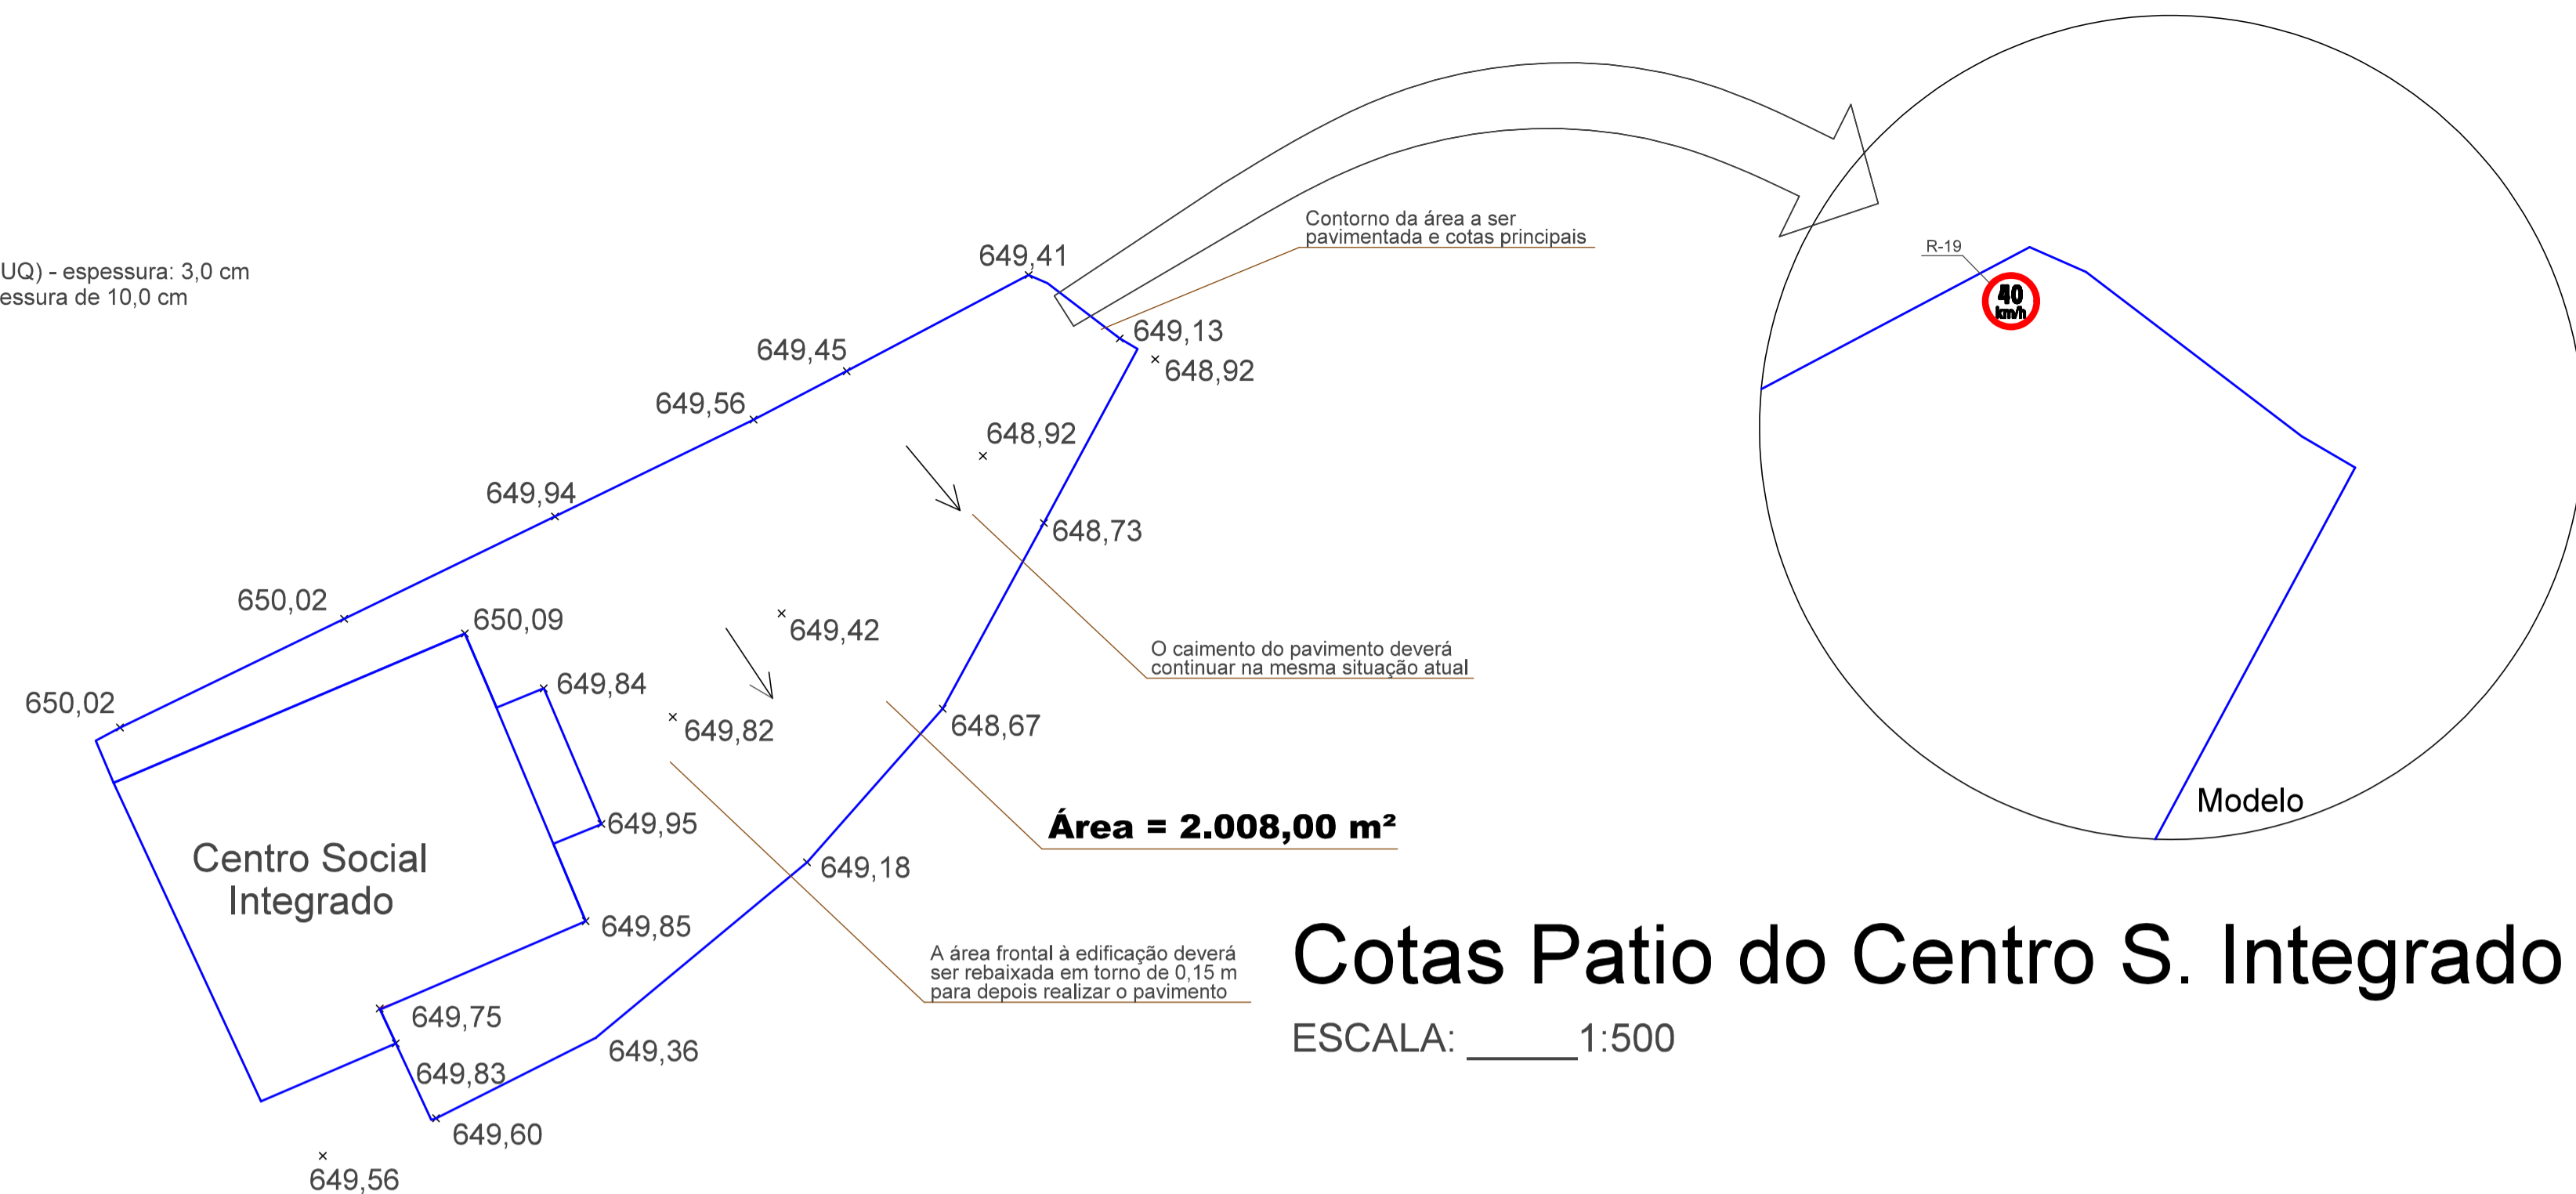 UQ) - espessura: 3,0 cm
essura de 10,0 cm
649,41
Contorno da área a ser
pavimentada e cotas principais
R-19
40
km/h
649,13
649,45
648,92
649,56
648,92
649,94
648,73
650,02
650,09
649,42
O caimento do pavimento deverá
continuar na mesma situação atual
649,84
650,02
649,82
648,67
Modelo
649,95
Área = 2.008,00 m²
Centro Social
Integrado
649,18
649,85
A área frontal à edificação deverá
ser rebaixada em torno de 0,15 m
para depois realizar o pavimento
Cotas Patio do Centro S. Integrado
649,75
ESCALA: ______1:500
649,36
649,83
649,60
649,56